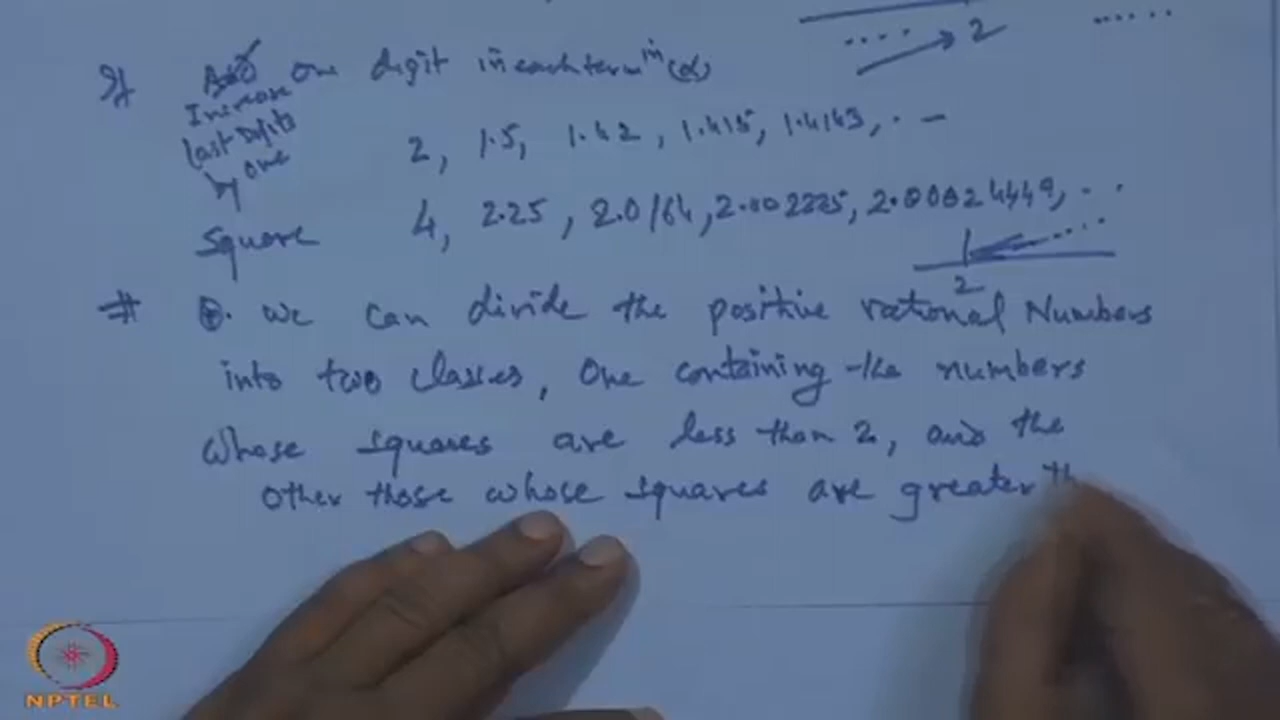 2
If Add one digit in each term in (α)
Increase
last Digits
by one
2, 1.5, 1.42, 1.415, 1.4143, . –
Square 4, 2.25, 2.0164, 2.002225, 2.00024449, . .
2
# We can divide the positive rational Numbers
into two classes, One containing the numbers
whose squares are less than 2, and the
other those whose squares are greater th
NPTEL